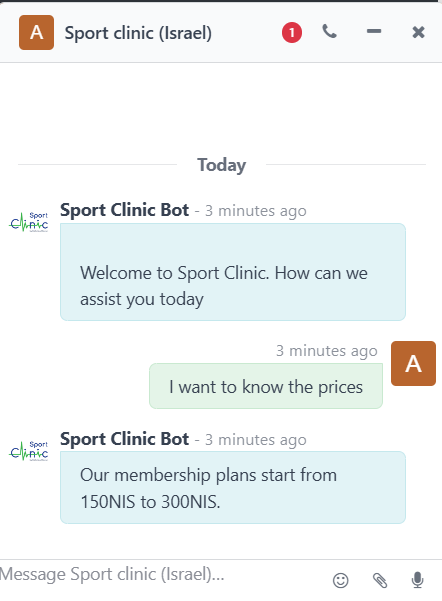 A Sport clinic (Israel) 1
Today
Sport Clinic Bot - 3 minutes ago
Sport
Clinic
Welcome to Sport Clinic. How can we
assist you today
3 minutes ago
A
I want to know the prices
Sport Clinic Bot - 3 minutes ago
Sport
Clinic
Our membership plans start from
150NIS to 300NIS.
Message Sport clinic (Israel)...